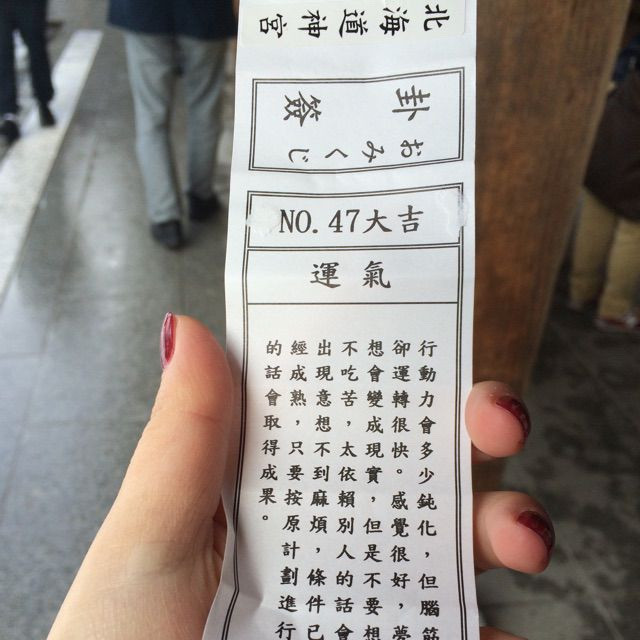 北海道神宮
卦簽
おみくじ
NO.47大吉
運氣
行動力會多少鈍化，但腦筋
卻運轉很快。感覺很好，夢
想會變成現實，但是不要想
不吃苦，太依賴別人的話會
出現意想不到麻煩，條件已
經成熟，只要按原計劃進行
的話會取得成果。